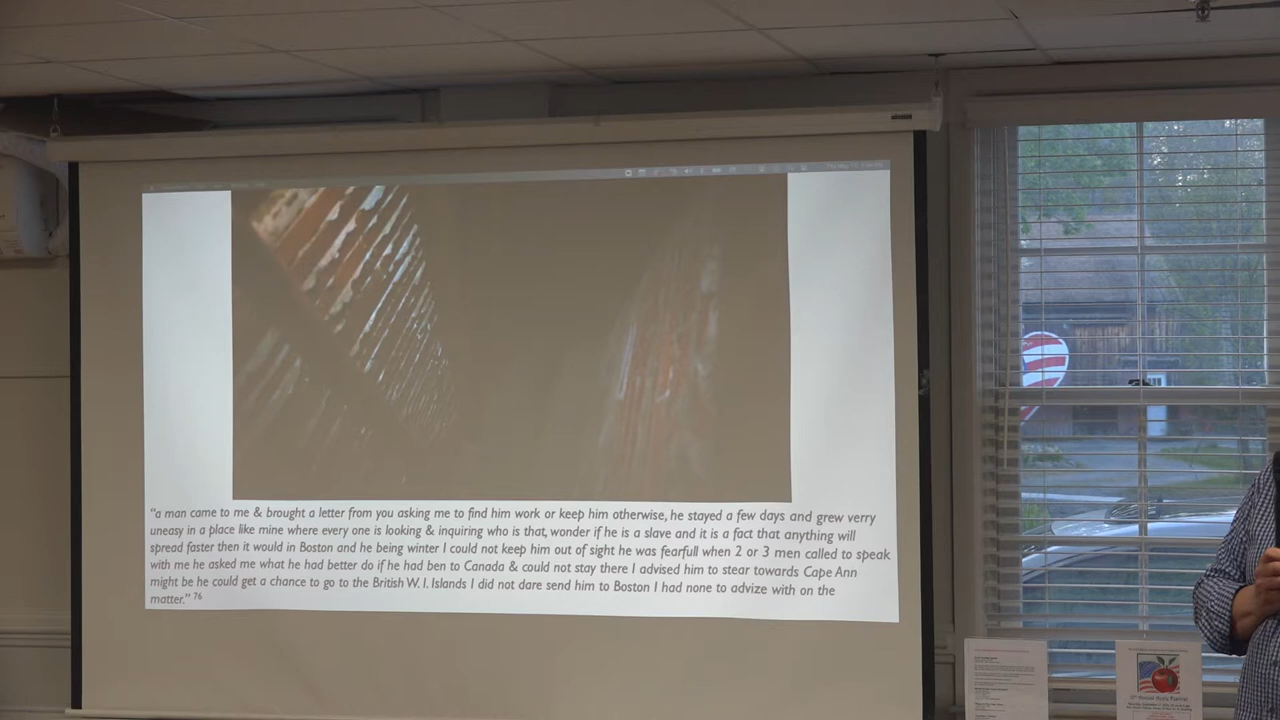 "a man came to me & brought a letter from you asking me to find him work or keep him otherwise, he stayed a few days and grew verry
uneasy in a place like mine where every one is looking & inquiring who is that, wonder if he is a slave and it is a fact that anything will
spread faster then it would in Boston and he being winter I could not keep him out of sight he was fearfull when 2 or 3 men called to speak
with me he asked me what he had better do if he had ben to Canada & could not stay there I advised him to stear towards Cape Ann
might be he could get a chance to go to the British W. I. Islands I did not dare send him to Boston I had none to advize with on the
matter." 76